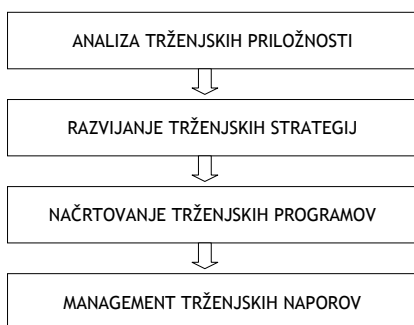 ANALIZA TRŽENJSKIH PRILOŽNOSTI
RAZVIJANJE TRŽENJSKIH STRATEGIJ
NAČRTOVANJE TRŽENJSKIH PROGRAMOV
MANAGEMENT TRŽENJSKIH NAPOROV